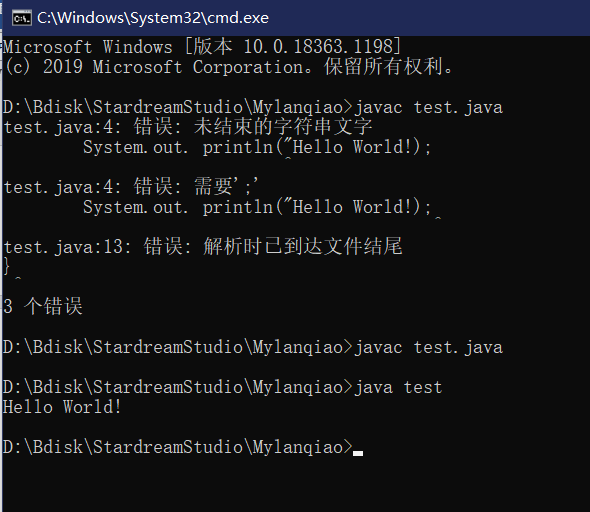 C:\Windows\System32\cmd.exe
Microsoft Windows [版本 10.0.18363.1198]
(c) 2019 Microsoft Corporation。保留所有权利。
D:\Bdisk\StardreamStudio\Mylanqiao>javac test.java
test.java:4: 错误: 未结束的字符串文字
System.out. println("Hello World!);
^
test.java:4: 错误: 需要';'
System.out. println("Hello World!);
^
test.java:13: 错误: 解析时已到达文件结尾
}
^
3 个错误
D:\Bdisk\StardreamStudio\Mylanqiao>javac test.java
D:\Bdisk\StardreamStudio\Mylanqiao>java test
Hello World!
D:\Bdisk\StardreamStudio\Mylanqiao>